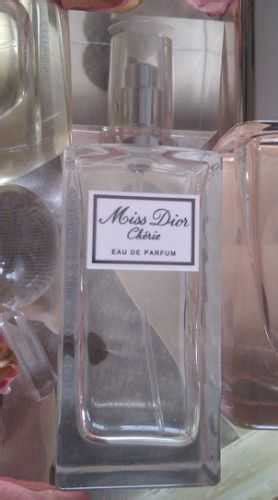 Miss Dior
Chérie
EAU DE PARFUM